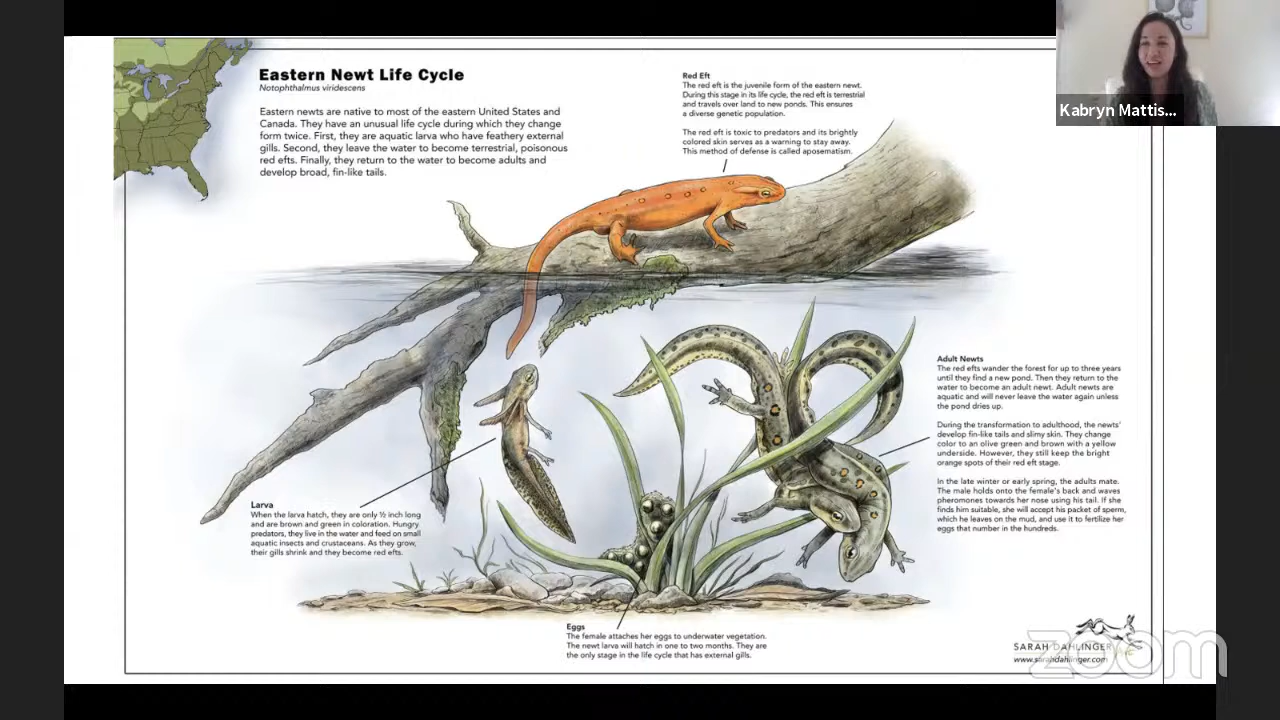 Eastern Newt Life Cycle
Notophthalmus viridescens
Eastern newts are native to most of the eastern United States and
Canada. They have an unusual life cycle during which they change
form twice. First, they are aquatic larva who have feathery external
gills. Second, they leave the water to become terrestrial, poisonous
red efts. Finally, they return to the water to become adults and
develop broad, fin-like tails.
Red Eft
The red eft is the juvenile form of the eastern newt.
During this stage in its life cycle, the red eft is terrestrial
and travels over land to new ponds. This ensures
a diverse genetic population.
The red eft is toxic to predators and its brightly
colored skin serves as a warning to stay away.
This method of defense is called aposematism.
Kabryn Mattis...
Adult Newts
The red efts wander the forest for up to three years
until they find a new pond. Then they return to the
water to become an adult newt. Adult newts are
aquatic and will never leave the water again unless
the pond dries up.
During the transformation to adulthood, the newts'
develop fin-like tails and slimy skin. They change
color to an olive green and brown with a yellow
underside. However, they still keep the bright
orange spots of their red eft stage.
In the late winter or early spring, the adults mate.
The male holds onto the female's back and waves
pheromones towards her nose using his tail. If she
finds him suitable, she will accept his packet of sperm,
which he leaves on the mud, and use it to fertilize her
eggs that number in the hundreds.
Larva
When the larva hatch, they are only ½ inch long
and are brown and green in coloration. Hungry
predators, they live in the water and feed on small
aquatic insects and crustaceans. As they grow,
their gills shrink and they become red efts.
Eggs
The female attaches her eggs to underwater vegetation.
The newt larva will hatch in one to two months. They are
the only stage in the life cycle that has external gills.
SARAH DAHLINGER
www.sarahdahlinger.com
zoom